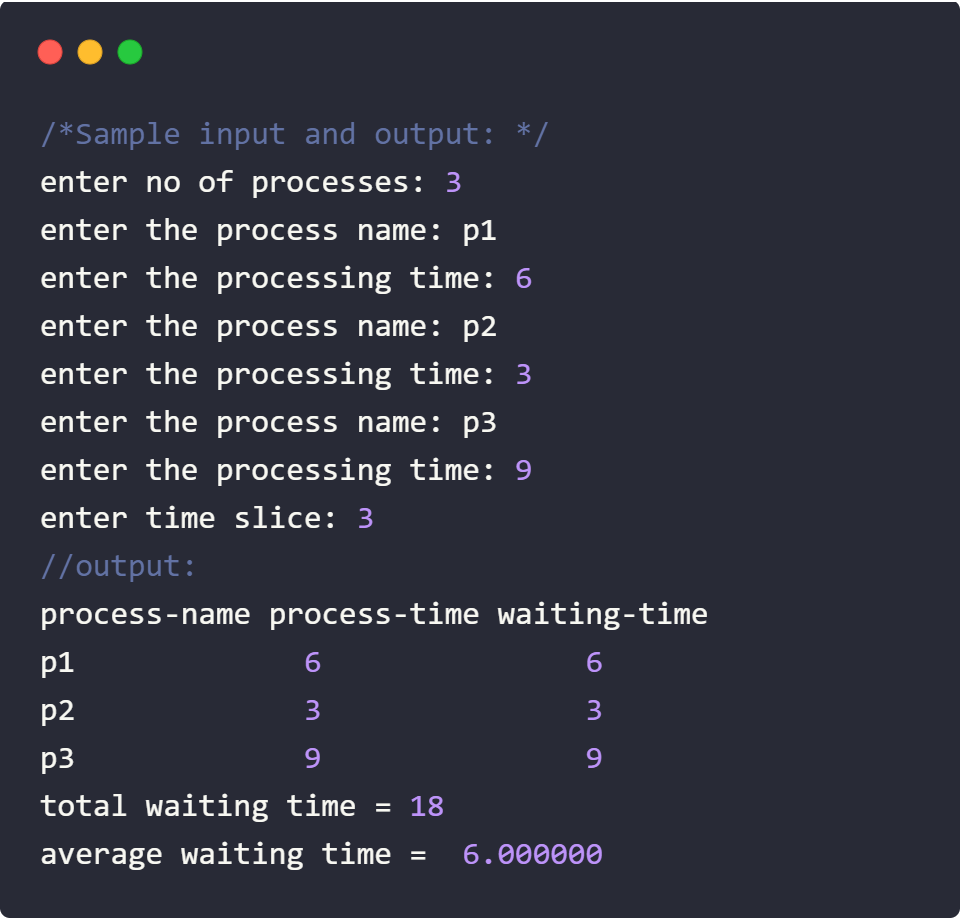 /*Sample input and output: */
enter no of processes: 3
enter the process name: p1
enter the processing time: 6
enter the process name: p2
enter the processing time: 3
enter the process name: p3
enter the processing time: 9
enter time slice: 3
//output:
process-name process-time waiting-time
p1             6               6
p2             3               3
p3             9               9
total waiting time = 18
average waiting time =  6.000000